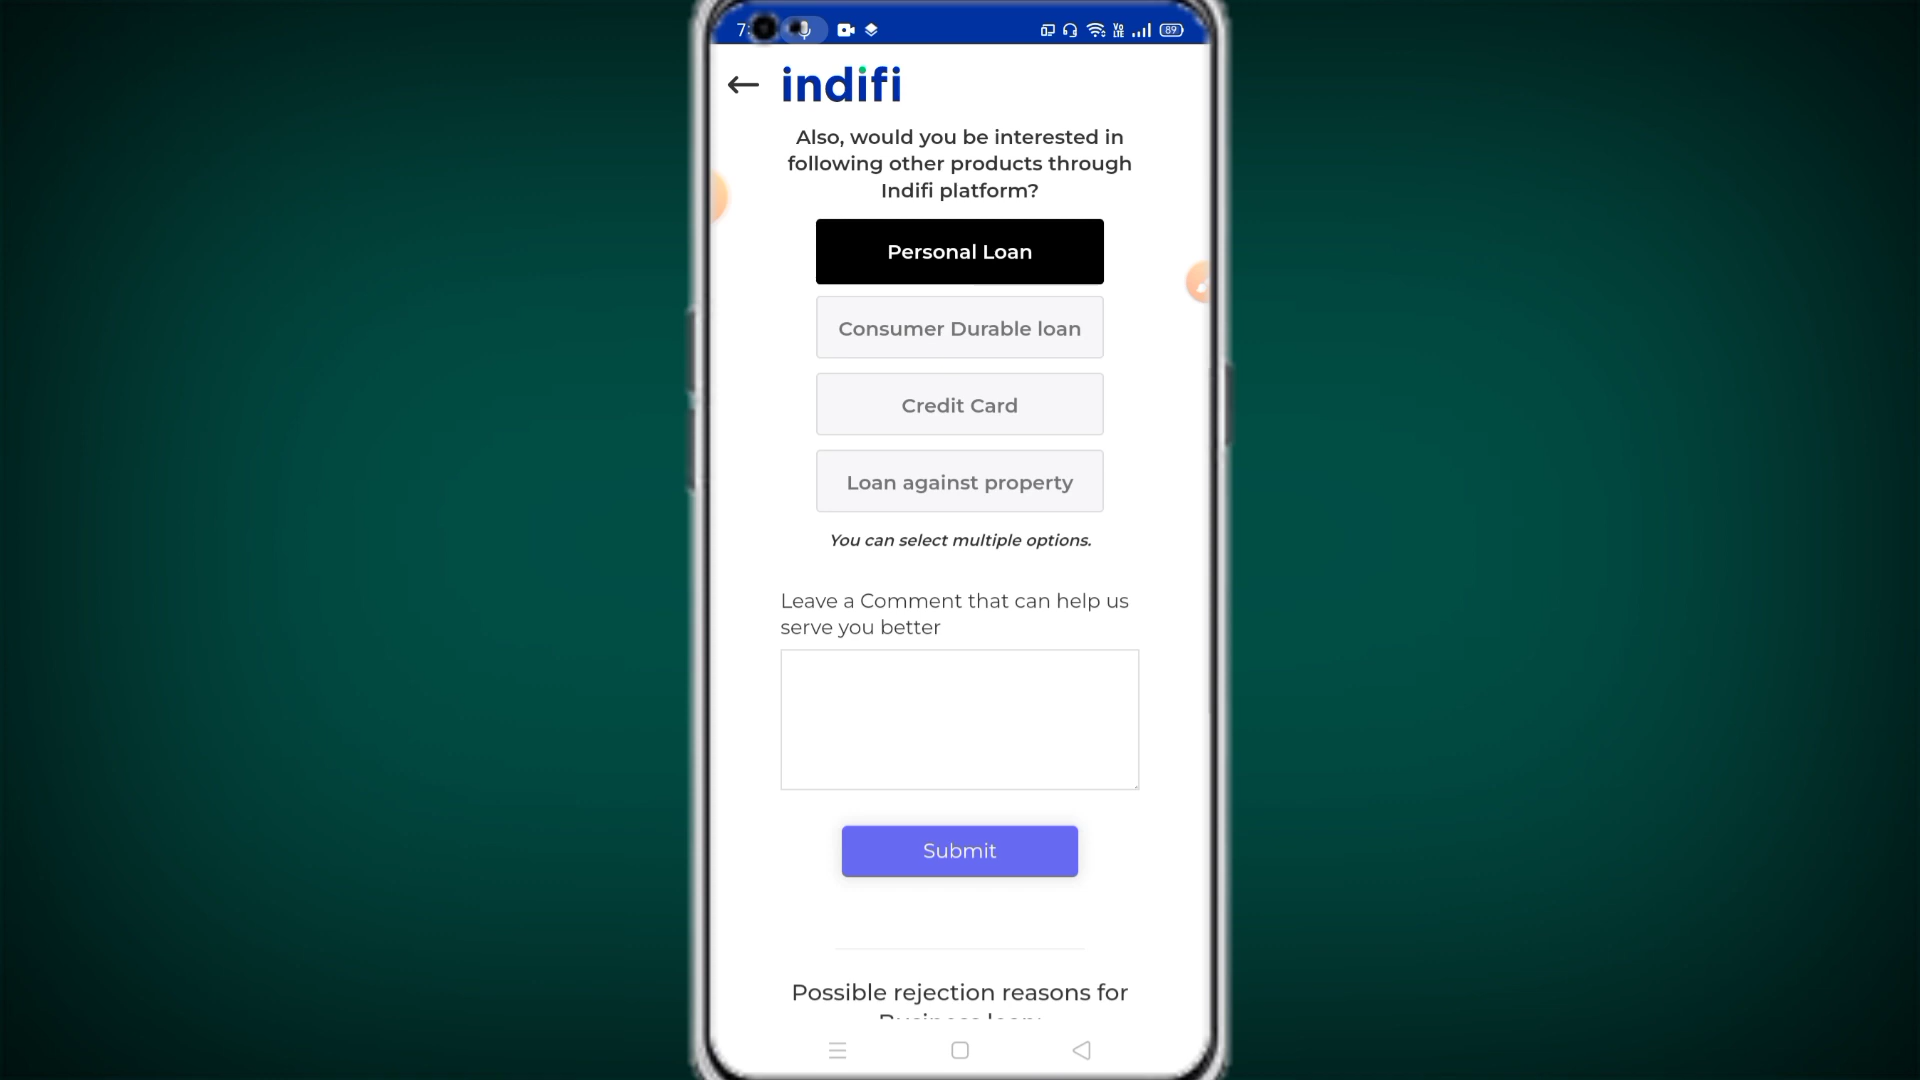 89
indifi
Also, would you be interested in
following other products through
Indifi platform?
Personal Loan
Consumer Durable loan
Credit Card
Loan against property
You can select multiple options.
Leave a Comment that can help us
serve you better
Submit
Possible rejection reasons for